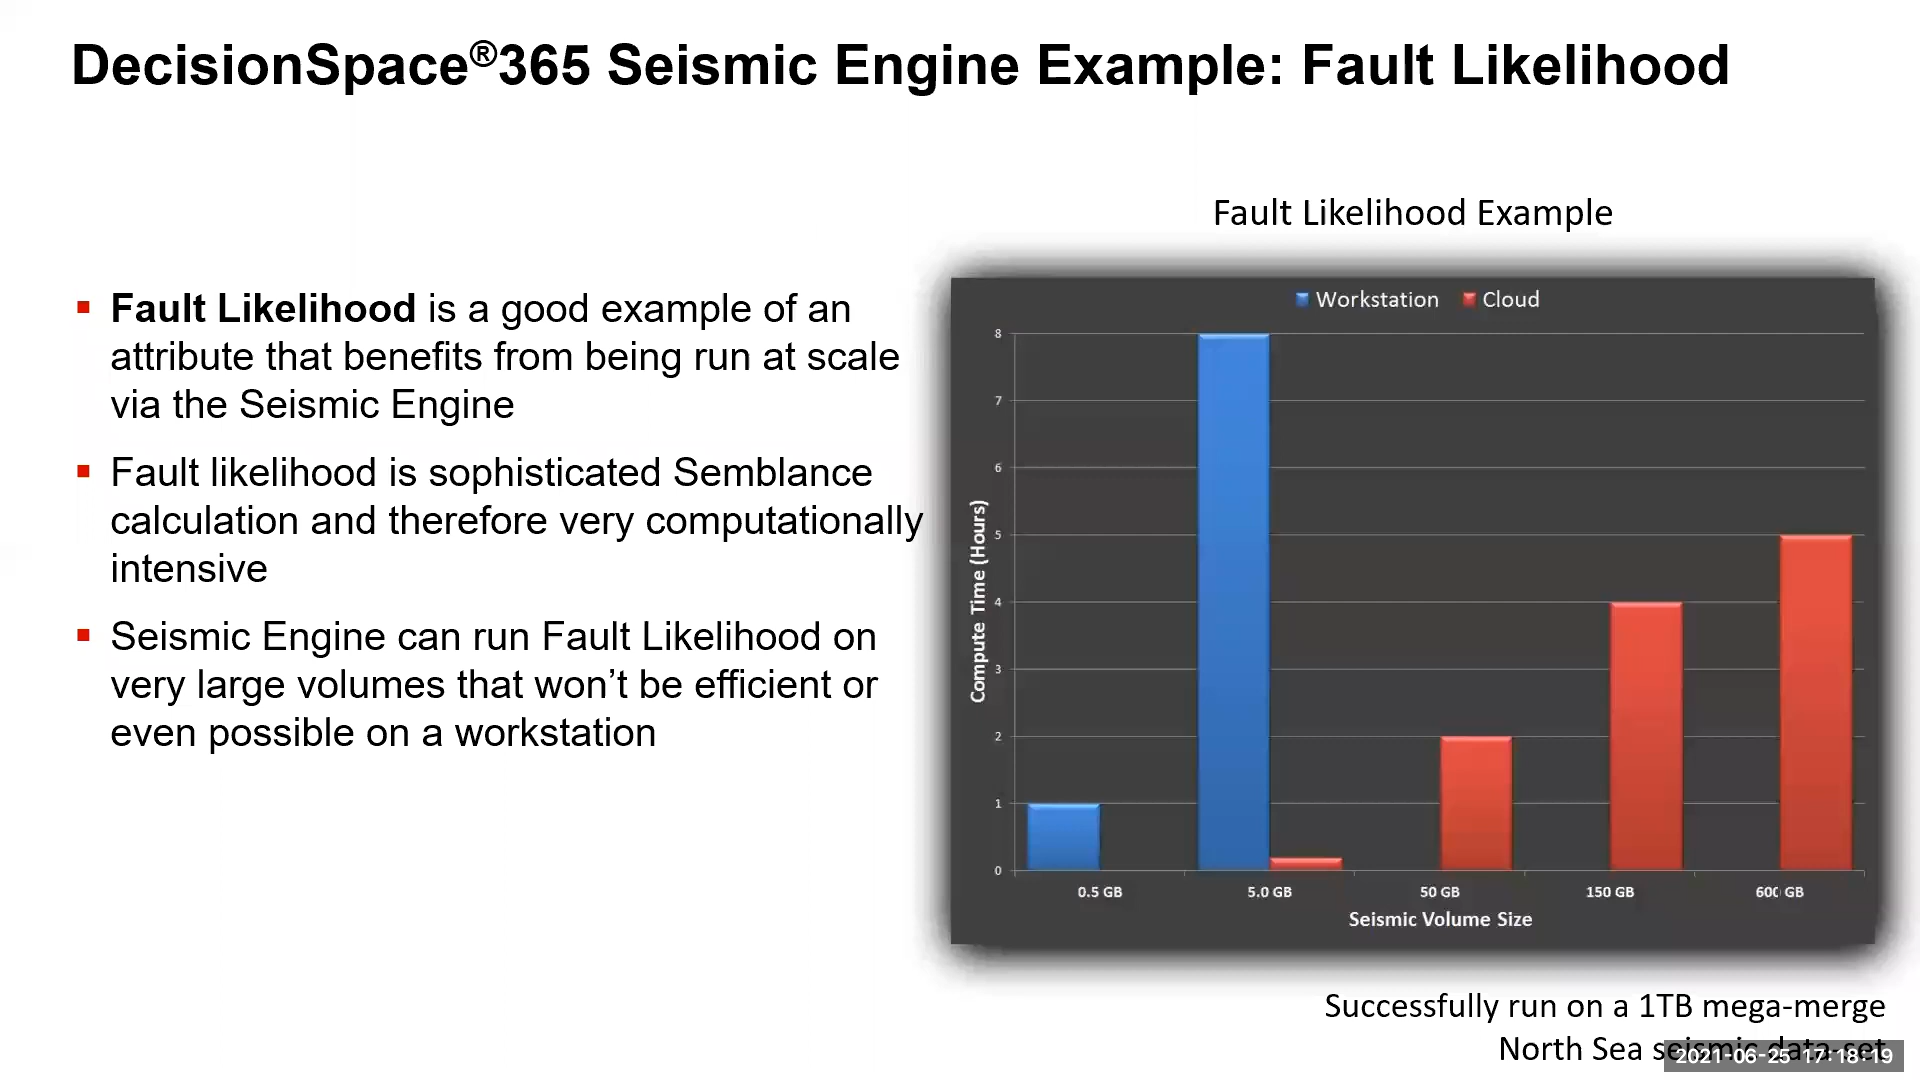 DecisionSpace®365 Seismic Engine Example: Fault Likelihood
Fault Likelihood Example
▪ Fault Likelihood is a good example of an
attribute that benefits from being run at scale
via the Seismic Engine
▪ Fault likelihood is sophisticated Semblance
calculation and therefore very computationally
intensive
▪ Seismic Engine can run Fault Likelihood on
very large volumes that won’t be efficient or
even possible on a workstation
Workstation Cloud
8
7
6
5
4
3
2
1
0
Compute Time (Hours)
0.5 GB 5.0 GB 50 GB 150 GB 600 GB
Seismic Volume Size
Successfully run on a 1TB mega-merge
North Sea seismic data set
2021-06-25 17:18:19